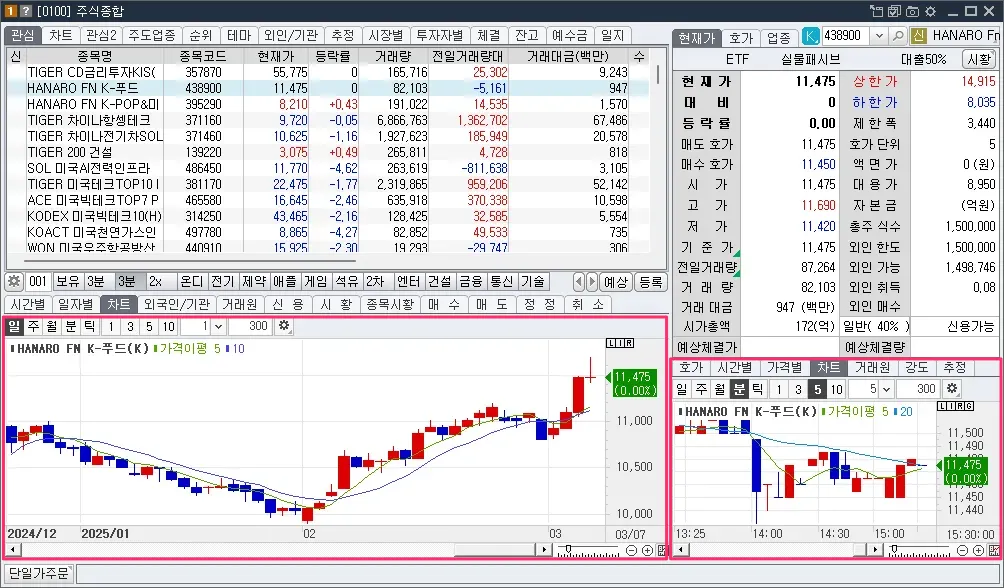 1 ? [0100] 주식종합
관심 차트 관심2 주도업종 순위 테마 외인/기관 추정 시장별 투자자별 체결 잔고 예수금 일지
신 종목명 종목코드 현재가 등락률 거래량 전일거래량대 거래대금(백만) 수
TIGER CD금리투자KIS( 357870 55,775 0 165,716 25,302 9,243
HANARO FN K-푸드 438900 11,475 0 82,103 -5,161 947
HANARO FN K-POP&미 395290 8,210 +0,43 191,022 14,535 1,570
TIGER 차이나항셍테크 371160 9,720 -0,05 6,866,763 1,362,702 67,486
TIGER 차이나전기차SOL 371460 10,625 -1,16 1,927,623 185,949 20,578
TIGER 200 건설 139220 3,075 +0,49 265,811 4,728 818
SOL 미국AI전력인프라 486450 11,770 -4,62 263,619 -811,638 3,105
TIGER 미국테크TOP10 I 381170 22,475 -1,77 2,319,865 959,206 52,142
ACE 미국빅테크TOP7 P 465580 16,645 -2,46 635,918 370,338 10,598
KODEX 미국빅테크10(H) 314250 43,465 -2,16 128,425 32,585 5,554
KOACT 미국천연가스인 497780 8,865 -4,27 82,852 49,533 735
WON 미국우주항공방산 440910 15,925 -2,30 19,293 -29,747 306
001 보유 3분 3분 2x 온디 전기 제약 애플 게임 석유 2차 엔터 건설 금융 통신 기술 예상 등록
시간별 일자별 차트 외국인/기관 거래원 신 용 시 황 종목시황 매 수 매 도 정 정 취 소
일 주 월 분 틱 1 3 5 10 1 300
HANARO FN K-푸드(K) 가격이평 5 10
L I R
11,475
(0.00%)
11,000
10,500
10,000
2024/12 2025/01 02 03 03/07
현재가 호가 업종 K 438900 신 HANARO Fn
ETF 실물패시브 대출50% 시황
현 재 가 11,475 상 한 가 14,915
대 비 0 하 한 가 8,035
등 락 률 0,00 제 한 폭 3,440
매도 호가 11,475 호가 단위 5
매수 호가 11,450 액 면 가 0 (원)
시 가 11,475 대 용 가 8,950
고 가 11,690 자 본 금 (억원)
저 가 11,420 총주 식수 1,500,000
기 준 가 11,475 외인 한도 1,500,000
전일거래량 87,264 외인 가능 1,498,746
거 래 량 82,103 외인 취득 0,08
거래 대금 947 (백만) 외인 매수
시가총액 172(억) 일반( 40% ) 신용가능
예상체결가 예상체결량
호가 시간별 가격별 차트 거래원 강도 추정
일 주 월 분 틱 1 3 5 10 5 300
HANARO FN K-푸드(K) 가격이평 5 20
L I R G
11,500
11,490
11,475
(0.00%)
11,450
11,440
13:25 14:00 14:30 15:00 15:30:00
단일가주문